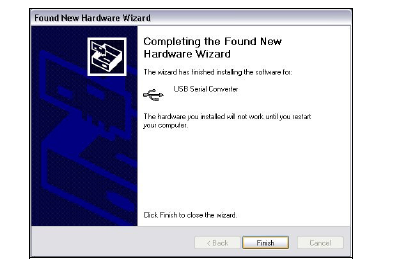 Found New Hardware Wizard
Completing the Found New
Hardware Wizard
The wizard has finished installing the software for:
USB Serial Converter
The hardware you installed will not work until you restart
your computer.
Click Finish to close the wizard.
< Back
Finish
Cancel